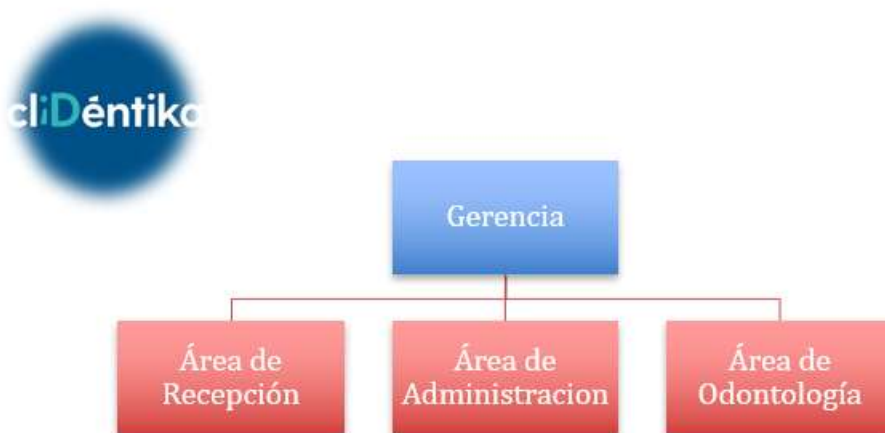 cliDéntika
Gerencia
Área de
Recepción
Área de
Administracion
Área de
Odontología